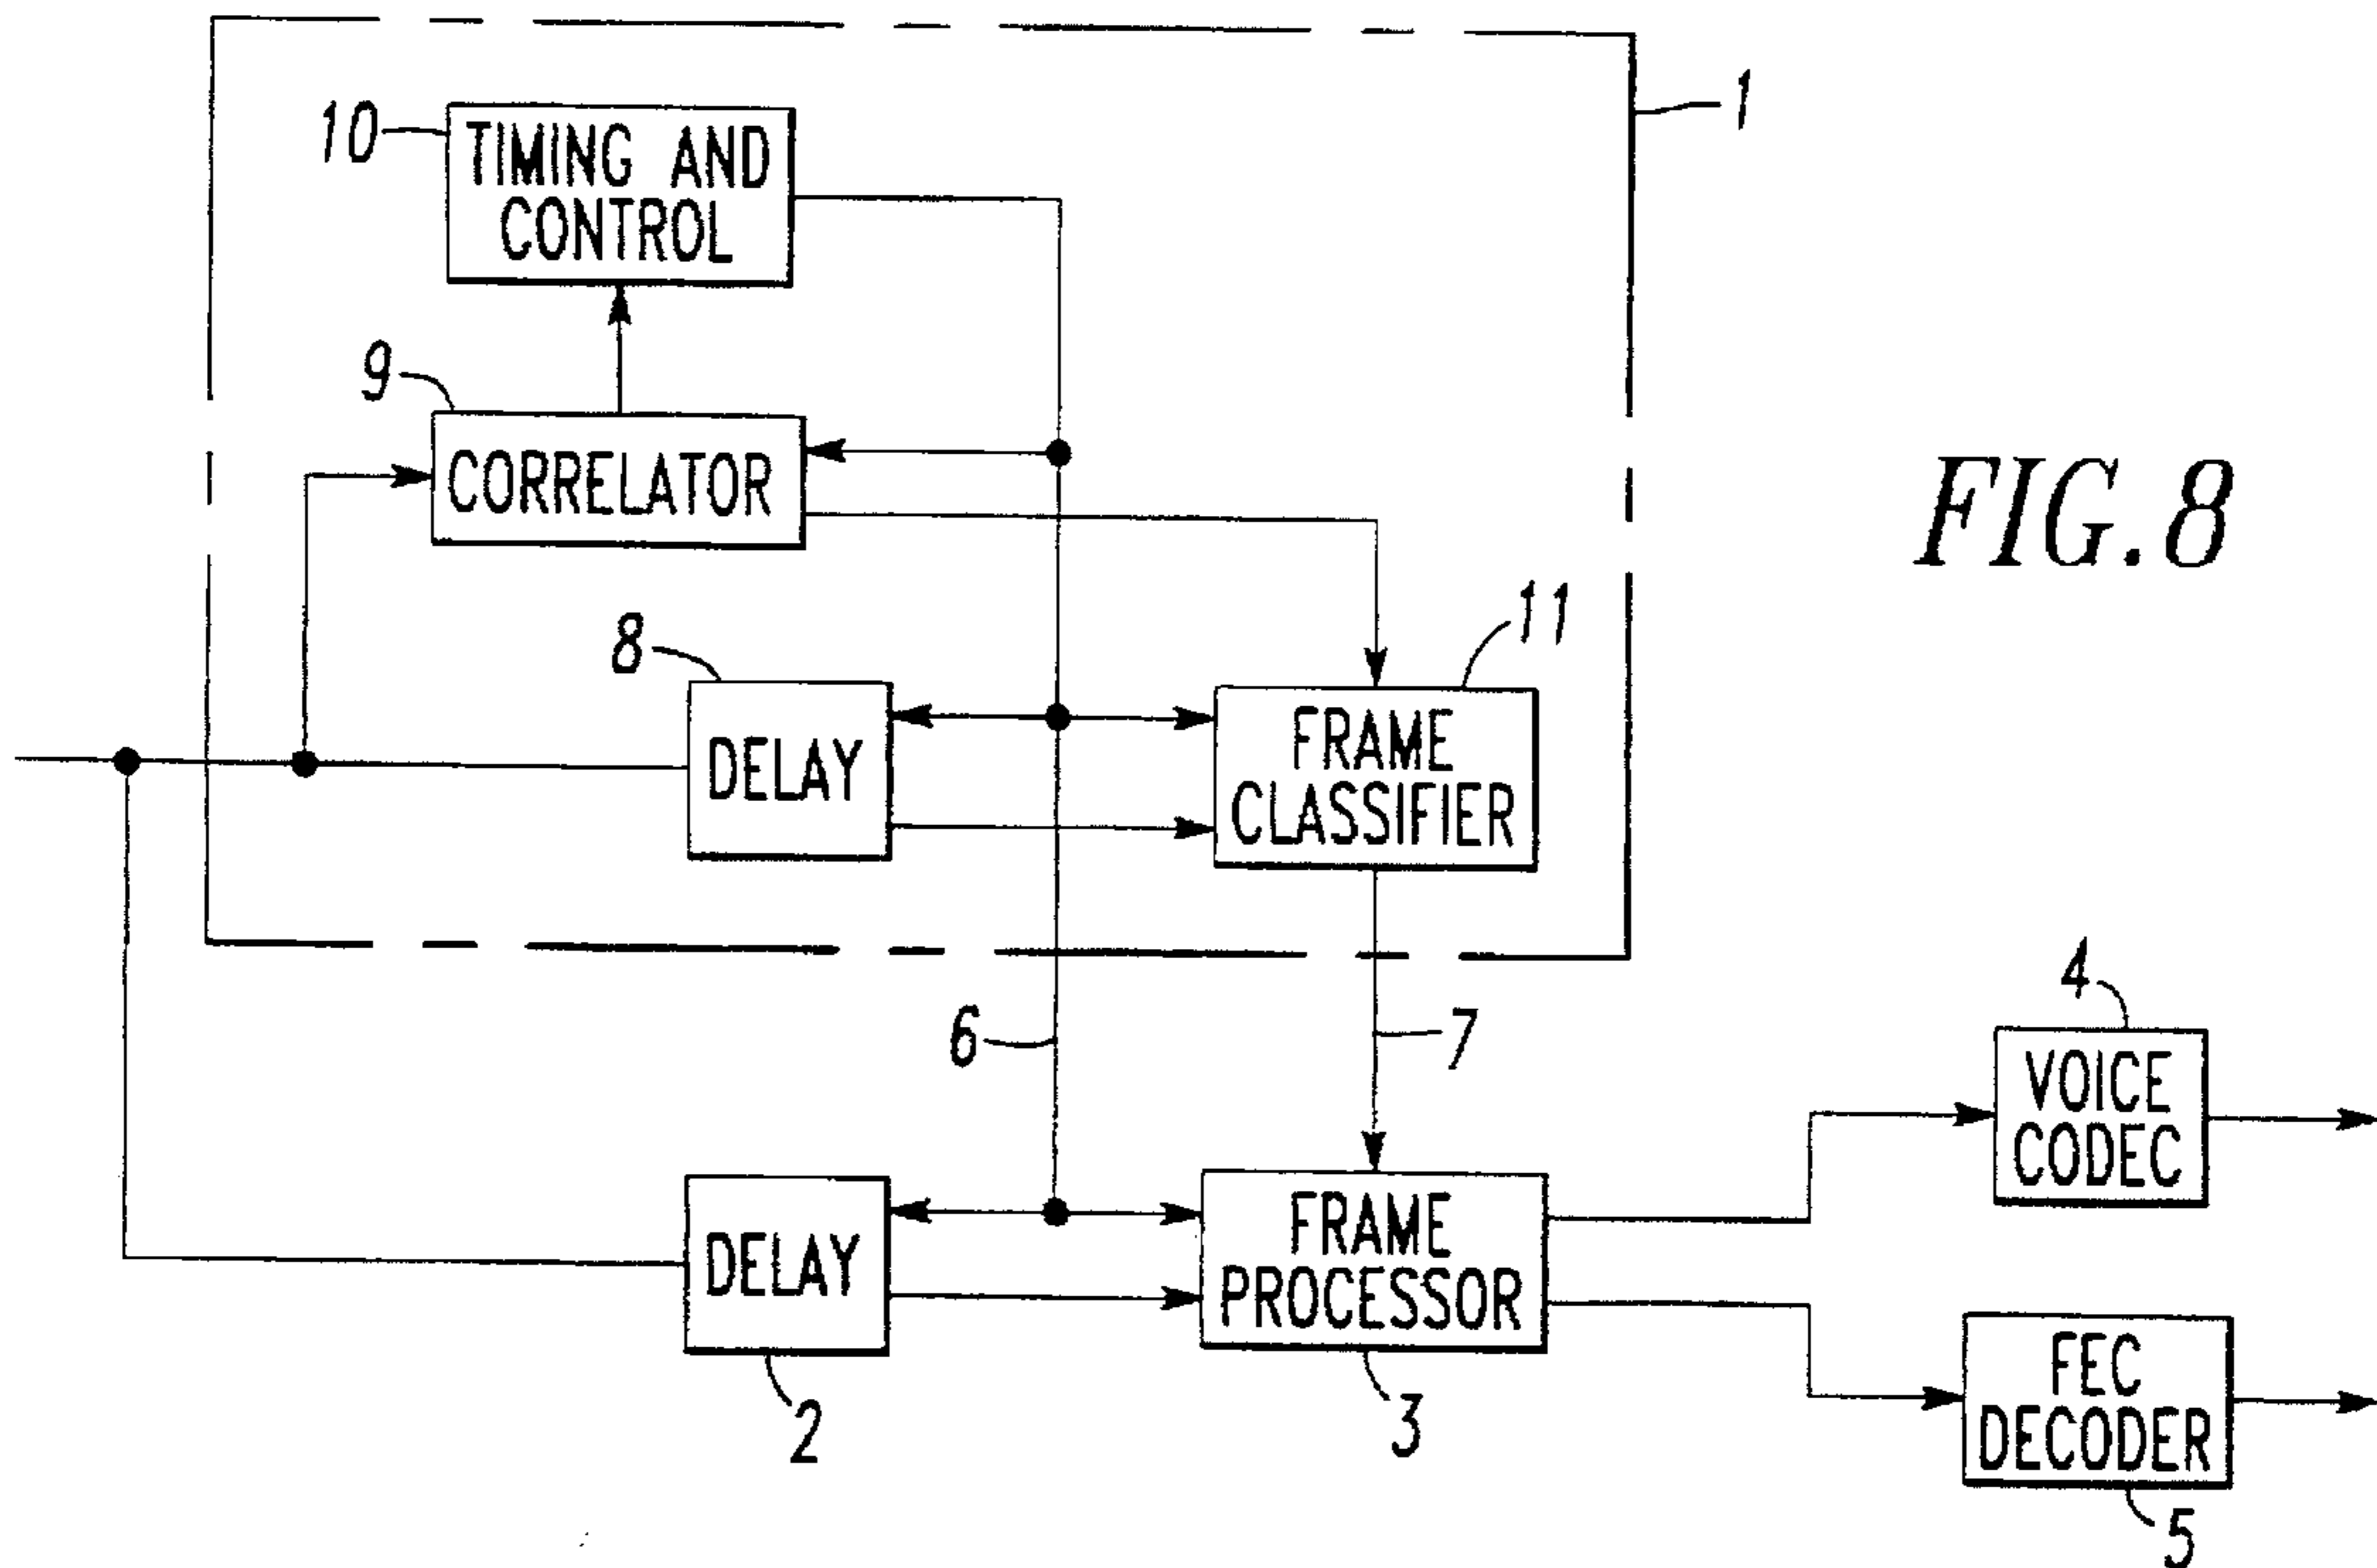 1
10
TIMING AND
CONTROL
9
CORRELATOR
FIG. 8
8
11
DELAY
FRAME
CLASSIFIER
6
7
4
VOICE
CODEC
DELAY
FRAME
PROCESSOR
2
3
FEC
DECODER
5